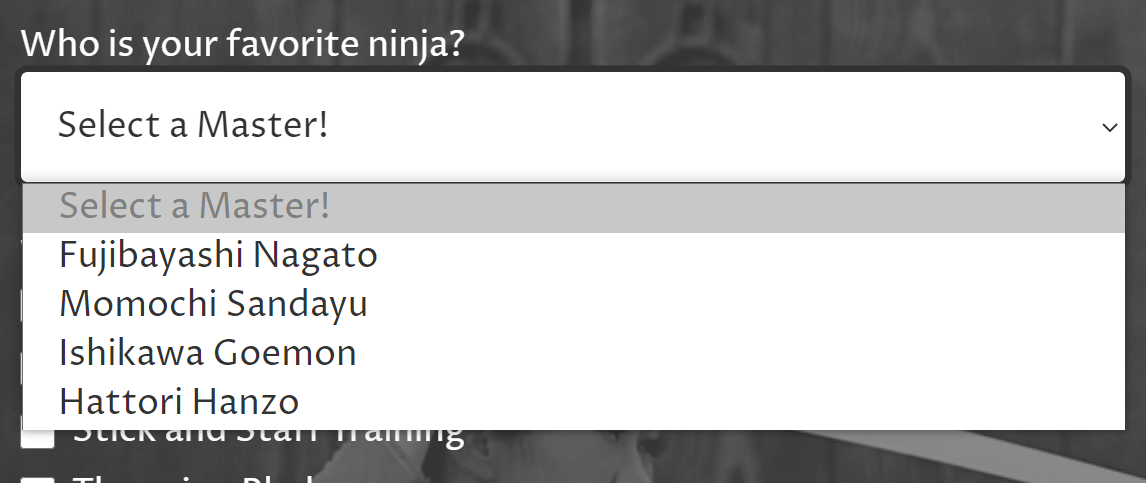 Who is your favorite ninja?
Select a Master!
Select a Master!
Fujibayashi Nagato
Momochi Sandayu
Ishikawa Goemon
Hattori Hanzo
Stick and Staff Training